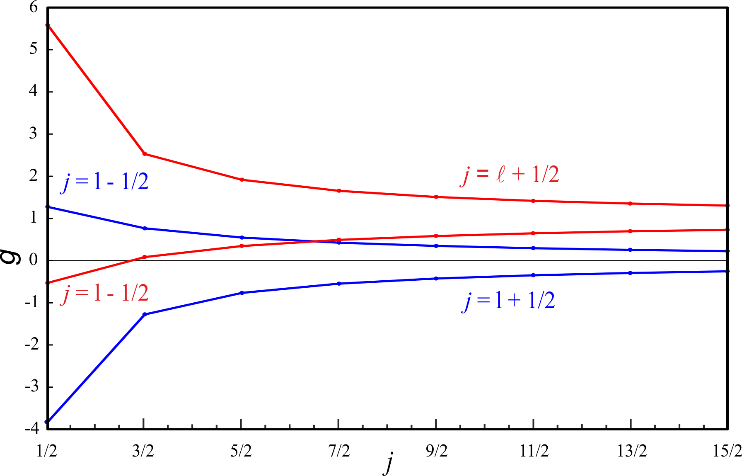 6
5
4
3
2
1
0
-1
-2
-3
-4
g
j = 1 - 1/2
j = ℓ + 1/2
j = 1 - 1/2
j = 1 + 1/2
1/2 3/2 5/2 7/2 9/2 11/2 13/2 15/2
j